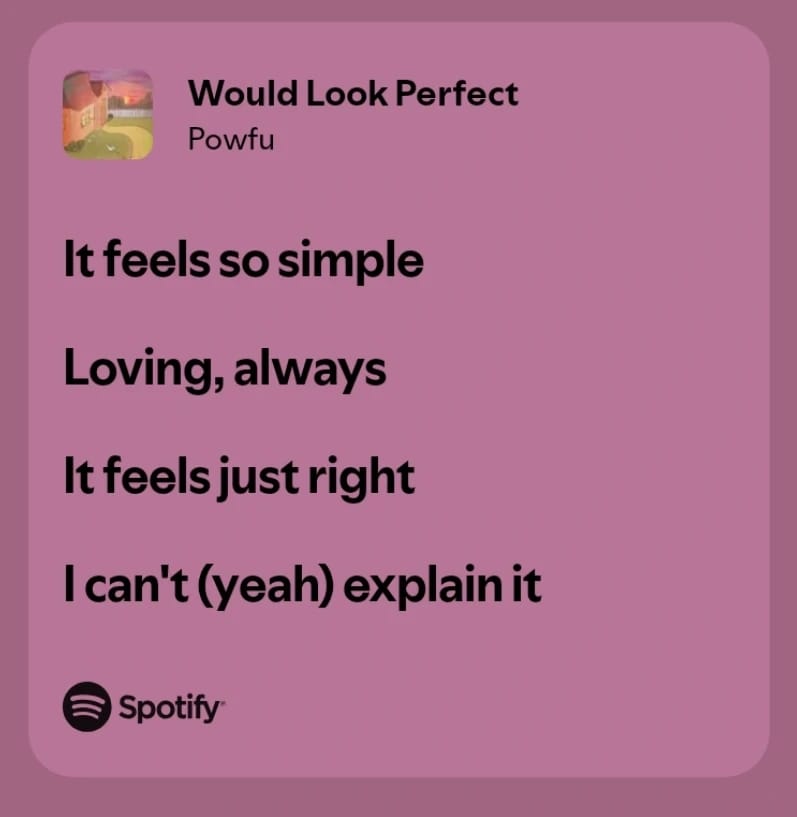 Would Look Perfect
Powfu
It feels so simple
Loving, always
It feels just right
I can't (yeah) explain it
Spotify